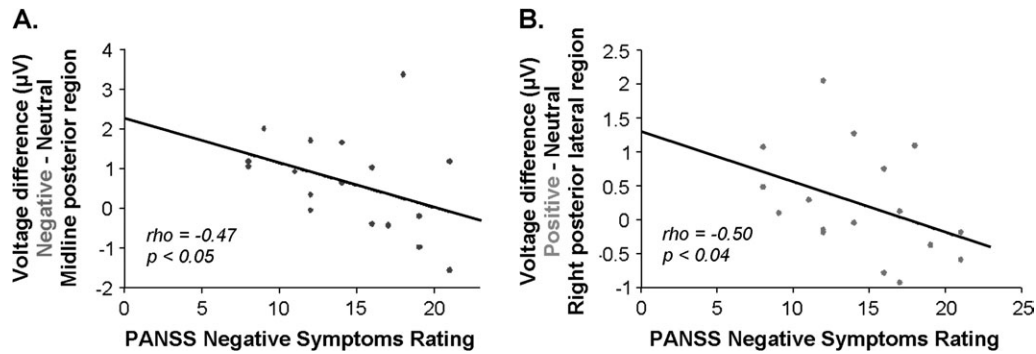 A.
Voltage difference (µV)
Negative - Neutral
Midline posterior region
4
3
2
1
0
-1
-2
rho = -0.47
p < 0.05
0 5 10 15 20
PANSS Negative Symptoms Rating
B.
Voltage difference (µV)
Positive - Neutral
Right posterior lateral region
2.5
2
1.5
1
0.5
0
-0.5
-1
rho = -0.50
p < 0.04
0 5 10 15 20 25
PANSS Negative Symptoms Rating